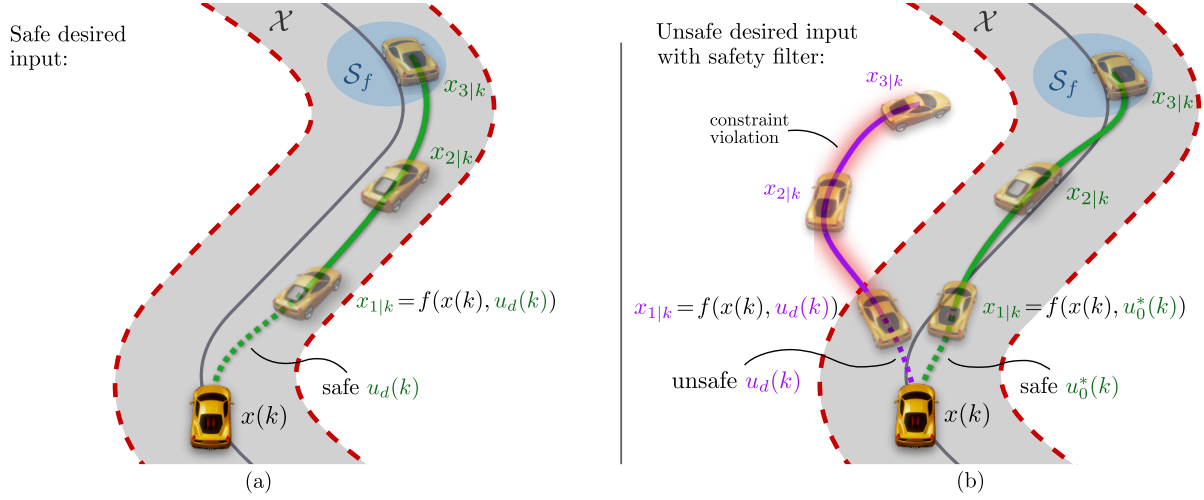 Safe desired
input:
𝒳
𝒮_f
x_{3|k}
x_{2|k}
x_{1|k} = f(x(k), u_d(k))
safe u_d(k)
x(k)
(a)
Unsafe desired input
with safety filter:
𝒳
x_{3|k}
𝒮_f
x_{3|k}
constraint
violation
x_{2|k}
x_{2|k}
x_{1|k} = f(x(k), u_d(k))
x_{1|k} = f(x(k), u_0^*(k))
unsafe u_d(k)
safe u_0^*(k)
x(k)
(b)